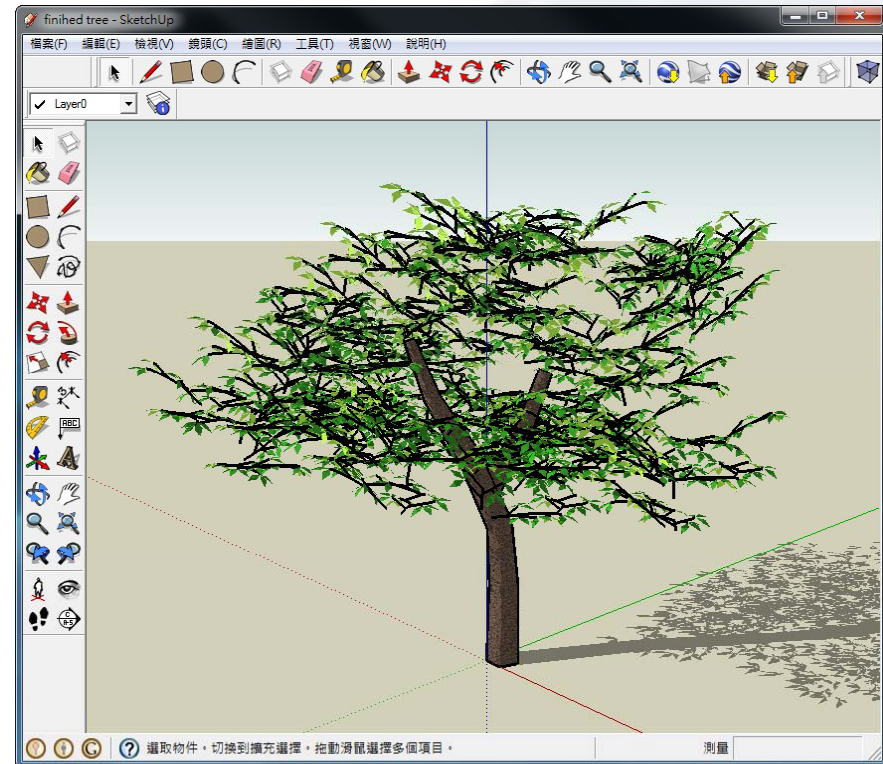 finihed tree - SketchUp
檔案(F) 編輯(E) 檢視(V) 鏡頭(C) 繪圖(R) 工具(T) 視窗(W) 說明(H)
Layer0
ABC
選取物件。切換到擴充選擇。拖動滑鼠選擇多個項目。
測量